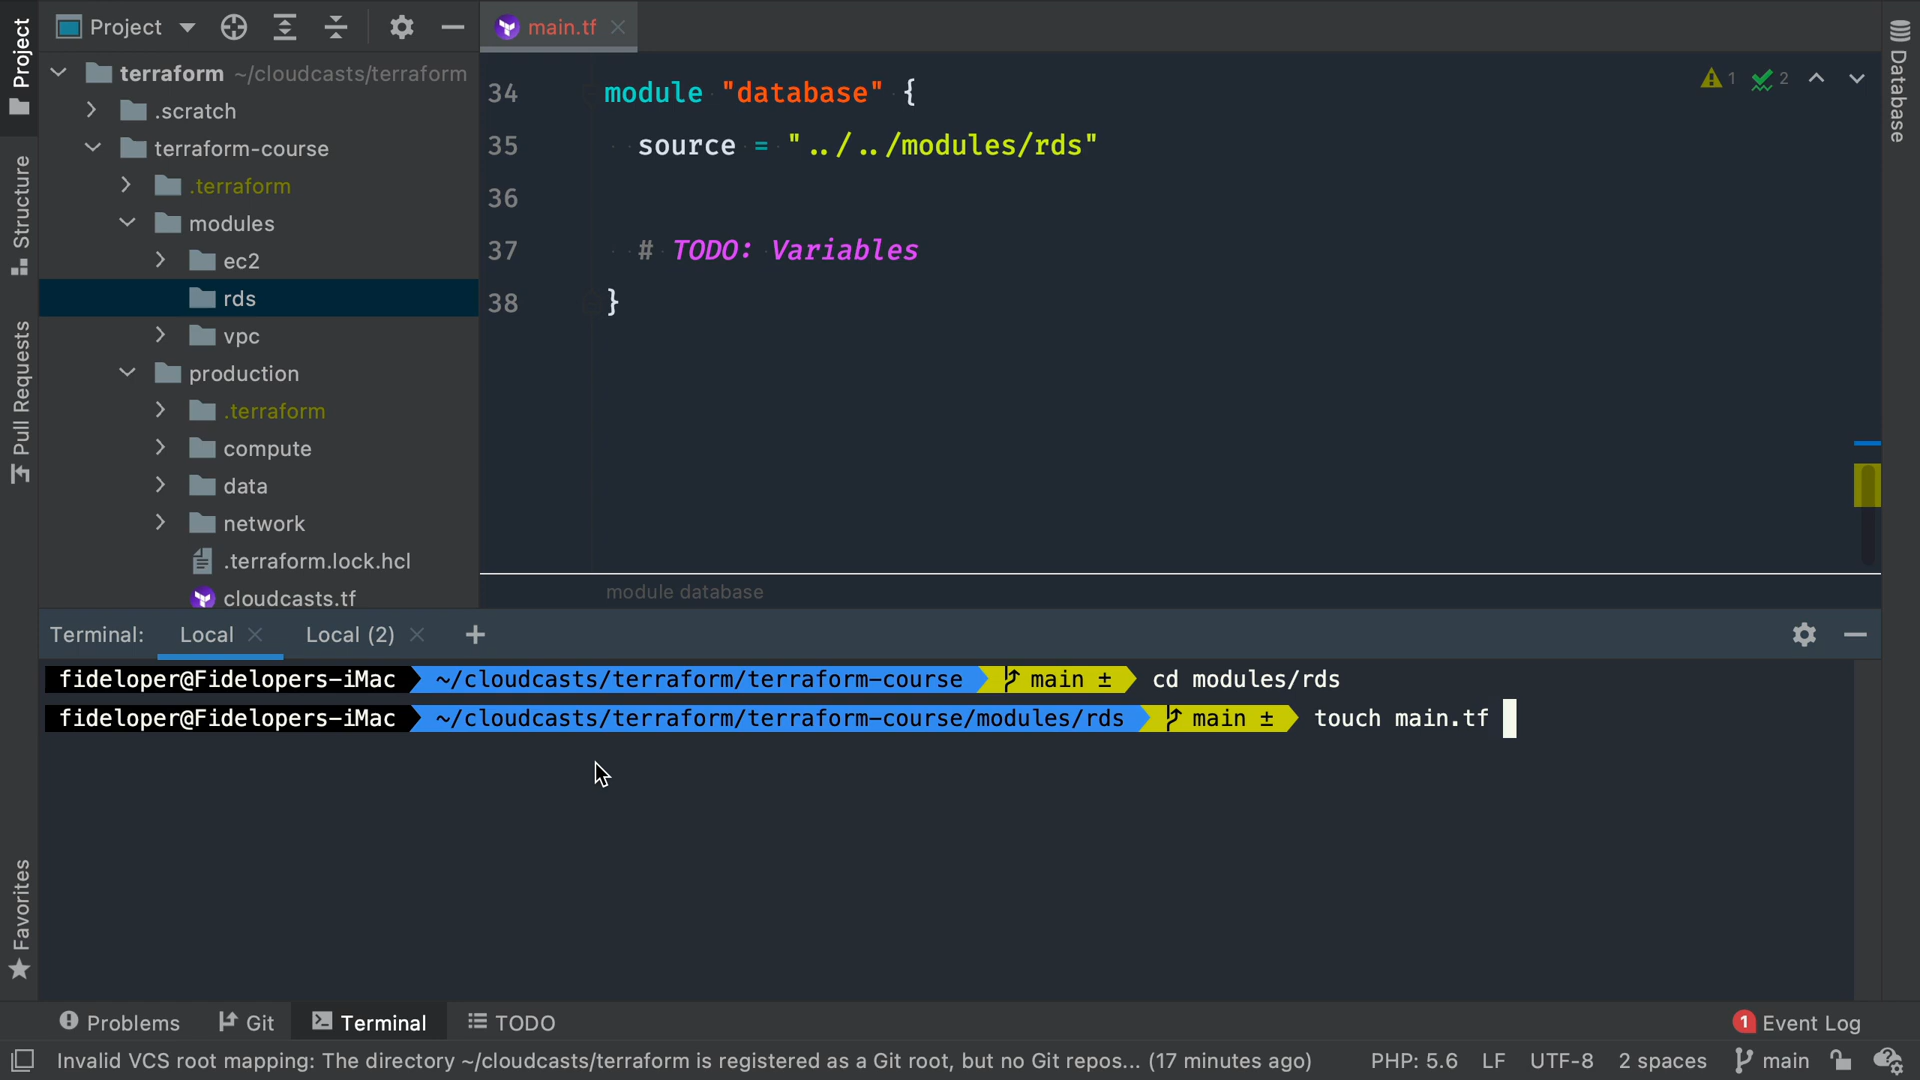 Project
main.tf
terraform ~/cloudcasts/terraform
.scratch
terraform-course
.terraform
modules
ec2
rds
vpc
production
.terraform
compute
data
network
.terraform.lock.hcl
cloudcasts.tf
34 module "database" {
35 source = "../../modules/rds"
36
37 # TODO: Variables
38 }
1 2
module database
Project
Structure
Pull Requests
Favorites
Database
Terminal: Local Local (2) +
fideloper@Fidelopers-iMac ~/cloudcasts/terraform/terraform-course main ± cd modules/rds
fideloper@Fidelopers-iMac ~/cloudcasts/terraform/terraform-course/modules/rds main ± touch main.tf
Problems Git Terminal TODO 1 Event Log
Invalid VCS root mapping: The directory ~/cloudcasts/terraform is registered as a Git root, but no Git repos... (17 minutes ago) PHP: 5.6 LF UTF-8 2 spaces main